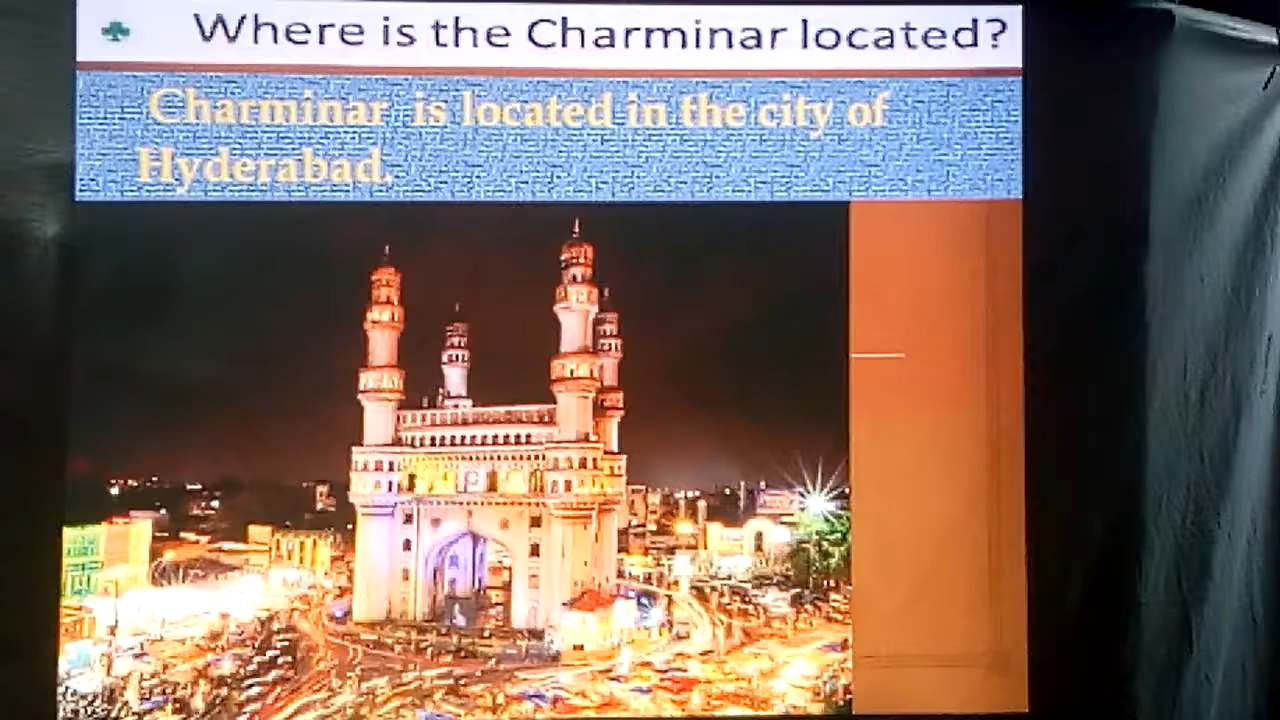 Where is the Charminar located?
Charminar is located in the city of
Hyderabad.